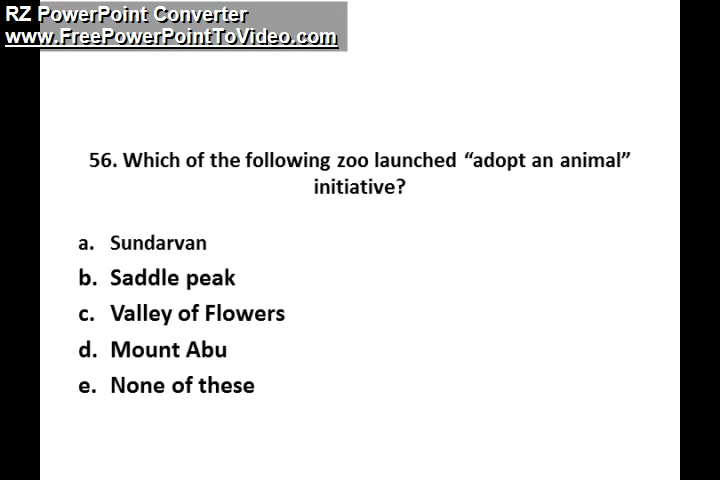 RZ PowerPoint Converter
www.FreePowerPointToVideo.com
56. Which of the following zoo launched “adopt an animal”
initiative?
a. Sundarvan
b. Saddle peak
c. Valley of Flowers
d. Mount Abu
e. None of these